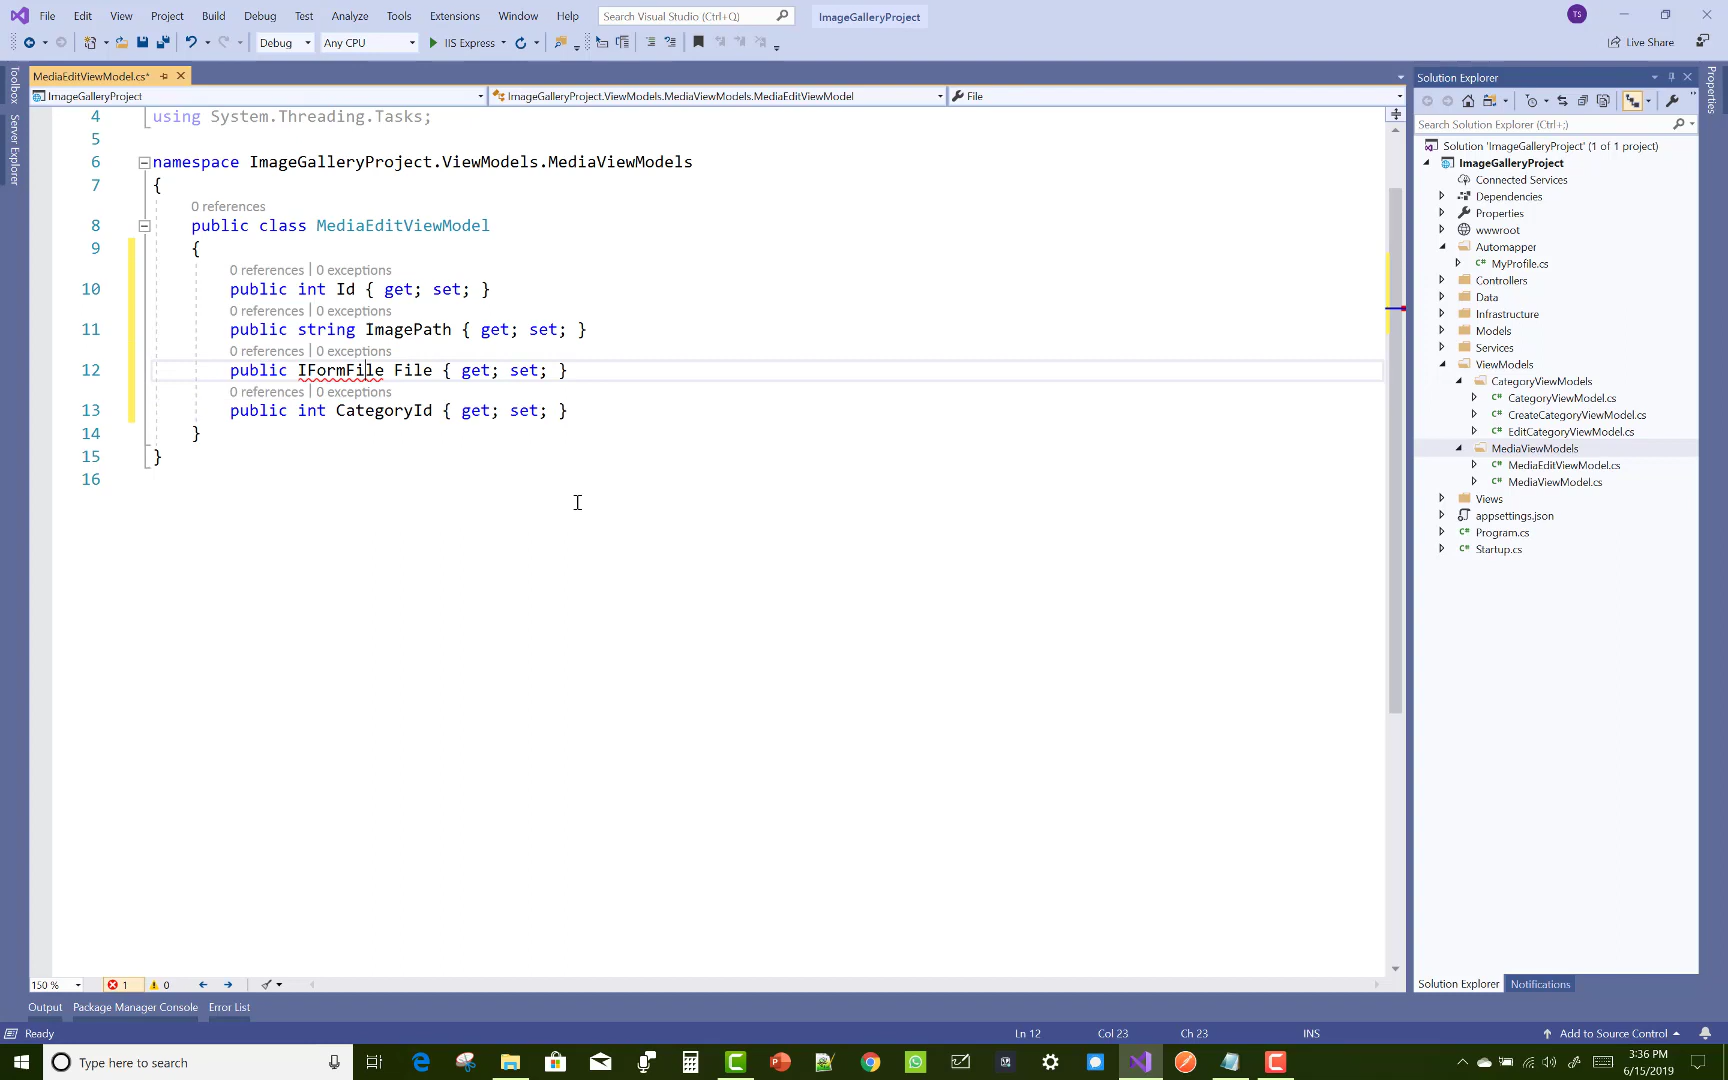 File Edit View Project Build Debug Test Analyze Tools Extensions Window Help Search Visual Studio (Ctrl+Q) ImageGalleryProject TS
Debug Any CPU IIS Express Live Share
MediaEditViewModel.cs*
ImageGalleryProject ImageGalleryProject.ViewModels.MediaViewModels.MediaEditViewModel File
Toolbox
Server Explorer
4 using System.Threading.Tasks;
5
6 namespace ImageGalleryProject.ViewModels.MediaViewModels
7 {
0 references
8 public class MediaEditViewModel
9 {
0 references | 0 exceptions
10 public int Id { get; set; }
0 references | 0 exceptions
11 public string ImagePath { get; set; }
0 references | 0 exceptions
12 public IFormFile File { get; set; }
0 references | 0 exceptions
13 public int CategoryId { get; set; }
14 }
15 }
16
Solution Explorer
Search Solution Explorer (Ctrl+;)
Solution 'ImageGalleryProject' (1 of 1 project)
ImageGalleryProject
Connected Services
Dependencies
C# Properties
wwwroot
Automapper
C# MyProfile.cs
Controllers
Data
Infrastructure
Models
Services
ViewModels
CategoryViewModels
C# CategoryViewModel.cs
C# CreateCategoryViewModel.cs
C# EditCategoryViewModel.cs
MediaViewModels
C# MediaEditViewModel.cs
C# MediaViewModel.cs
Views
appsettings.json
C# Program.cs
C# Startup.cs
Properties
150 % 1 0
Solution Explorer Notifications
Output Package Manager Console Error List
Ready Ln 12 Col 23 Ch 23 INS Add to Source Control
Type here to search
3:36 PM
6/15/2019